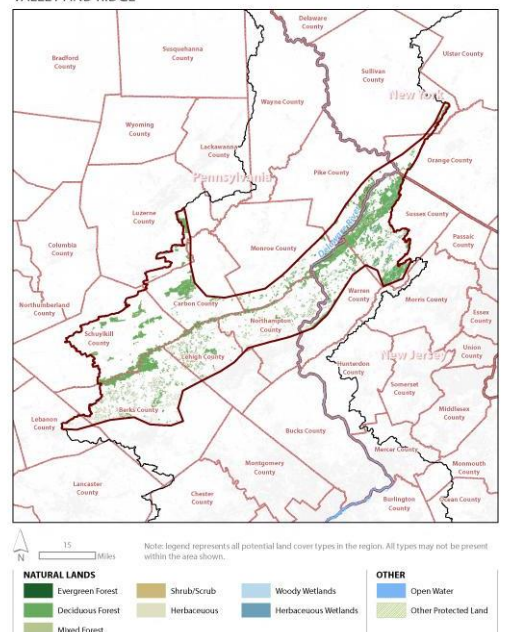 Delaware
County
Ulster County
Bradford
County
Susquehanna
County
Sullivan
County
New York
Wayne County
Wyoming
County
Lackawanna
County
Orange County
Pennsylvania
Pike County
Luzerne
County
Sussex County
Delaware River
Passaic
County
Columbia
County
Monroe County
Warren
County
Morris County
Carbon County
Essex
County
Northumberland
County
Northampton
County
Schuylkill
County
Union
County
Lehigh County
New Jersey
Hunterdon
County
Somerset
County
Berks County
Middlesex
County
Lebanon
County
Bucks County
Mercer County
Montgomery
County
Monmouth
County
Lancaster
County
Chester
County
Burlington
County
Ocean County
N
15
Miles
Note: legend represents all potential land cover types in the region. All types may not be present
within the area shown.
NATURAL LANDS
Evergreen Forest
Deciduous Forest
Mixed Forest
Shrub/Scrub
Herbaceous
Woody Wetlands
Herbaceous Wetlands
OTHER
Open Water
Other Protected Land